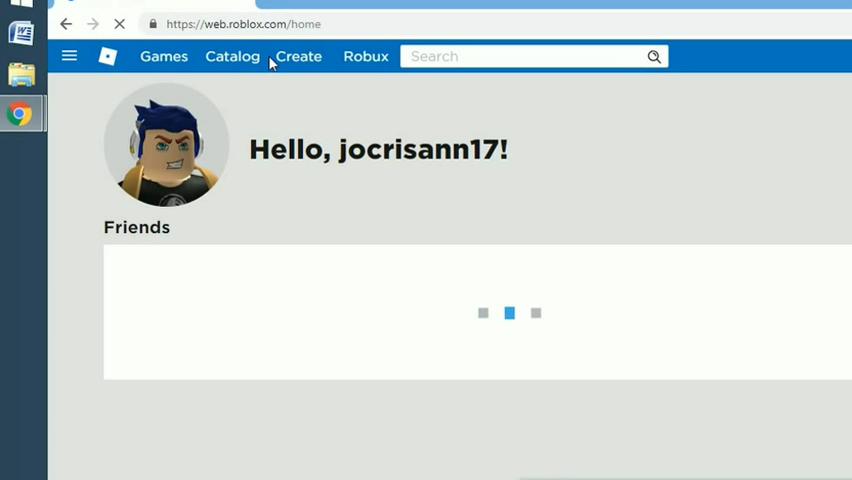 https://web.roblox.com/home
Games Catalog Create Robux Search
Hello, jocrisann17!
Friends